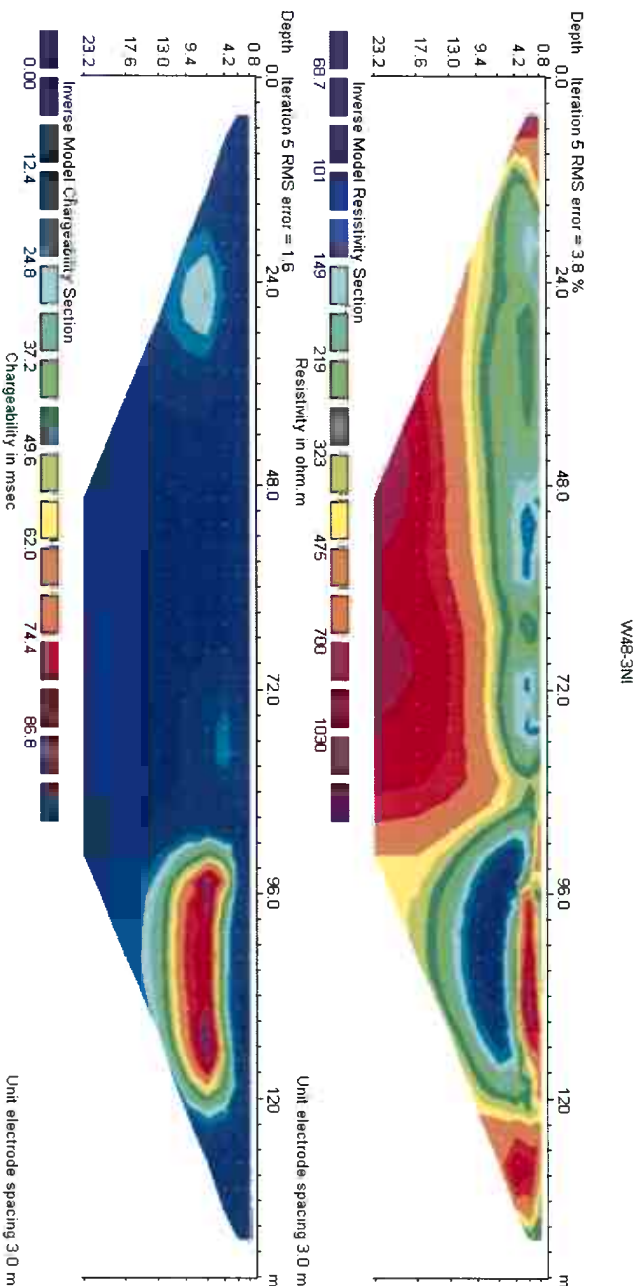 W48-3NI
Depth Iteration 5 RMS error = 3.8 %
0.0 24.0 48.0 72.0 96.0 120 m
0.8
4.2
9.4
13.0
17.6
23.2
Inverse Model Resistivity Section
68.7 101 149 219 323 475 700 1030
Resistivity in ohm.m
Unit electrode spacing 3.0 m
Depth Iteration 5 RMS error = 1.6
0.0 24.0 48.0 72.0 96.0 120 m
0.8
4.2
9.4
13.0
17.6
23.2
Inverse Model Chargeability Section
0.00 12.4 24.8 37.2 49.6 62.0 74.4 86.8
Chargeability in msec
Unit electrode spacing 3.0 m